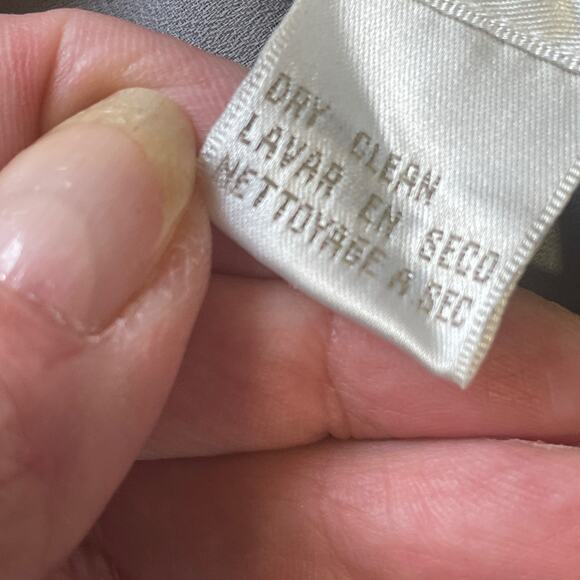 DRY CLEAN
LAVAR EN SECO
NETTOYAGE A SEC